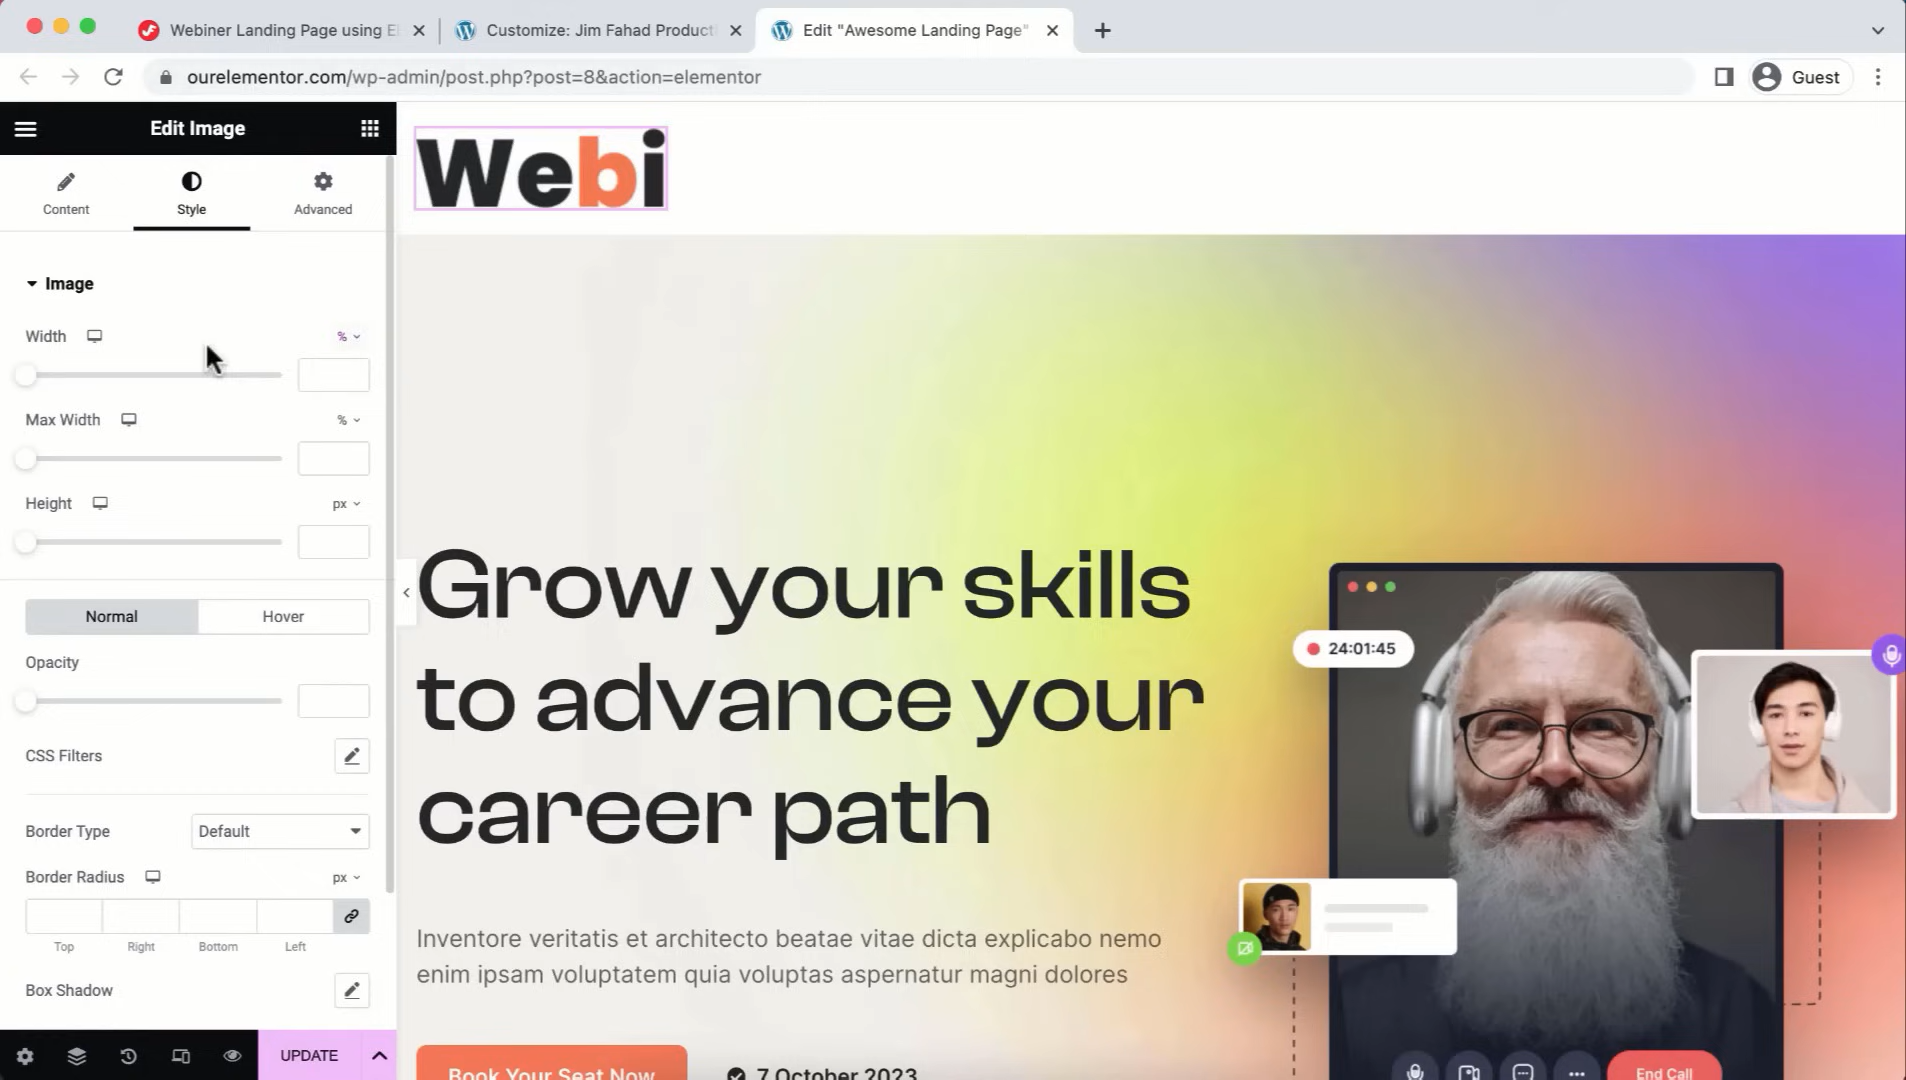 Webiner Landing Page using El
Customize: Jim Fahad Producti
Edit "Awesome Landing Page"
ourelementor.com/wp-admin/post.php?post=8&action=elementor
Guest
Edit Image
Content
Style
Advanced
Image
Width
%
Max Width
%
Height
px
Normal
Hover
Opacity
CSS Filters
Border Type
Default
Border Radius
px
Top
Right
Bottom
Left
Box Shadow
UPDATE
Webi
Grow your skills
to advance your
career path
Inventore veritatis et architecto beatae vitae dicta explicabo nemo
enim ipsam voluptatem quia voluptas aspernatur magni dolores
Book Your Seat Now
7 October 2023
24:01:45
End Call